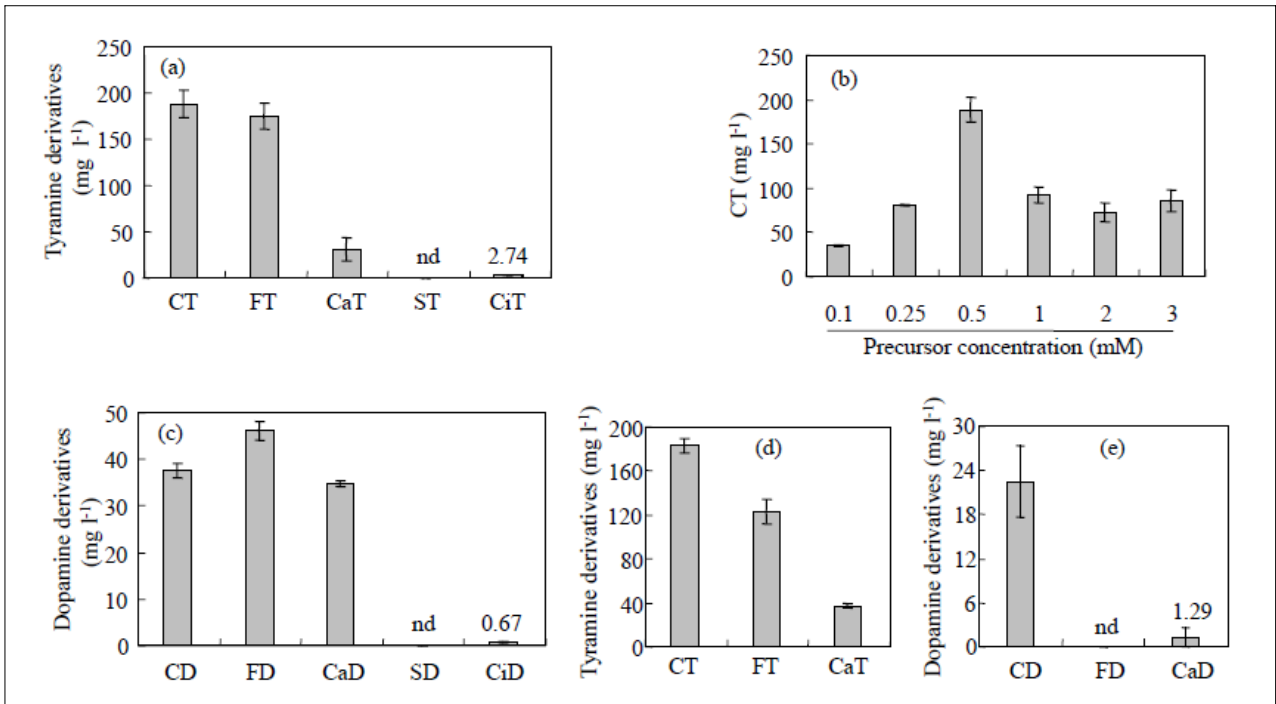 (a)
Tyramine derivatives
(mg l-1)
250
200
150
100
50
0
nd
2.74
CT FT CaT ST CiT
(b)
CT (mg l-1)
250
200
150
100
50
0
0.1 0.25 0.5 1 2 3
Precursor concentration (mM)
(c)
Dopamine derivatives
(mg l-1)
50
40
30
20
10
0
nd
0.67
CD FD CaD SD CiD
(d)
Tyramine derivatives (mg l-1)
200
160
120
80
40
0
CT FT CaT
(e)
Dopamine derivatives (mg l-1)
30
24
18
12
6
0
nd
1.29
CD FD CaD